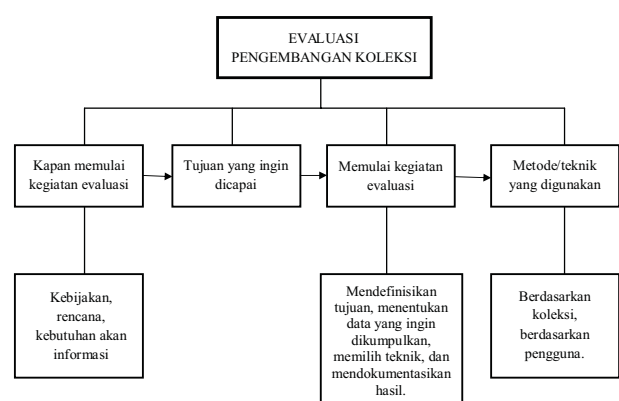 EVALUASI
PENGEMBANGAN KOLEKSI
Kapan memulai
kegiatan evaluasi
Tujuan yang ingin
dicapai
Memulai kegiatan
evaluasi
Metode/teknik
yang digunakan
Kebijakan,
rencana,
kebutuhan akan
informasi
Mendefinisikan
tujuan, menentukan
data yang ingin
dikumpulkan,
memilih teknik, dan
mendokumentasikan
hasil.
Berdasarkan
koleksi,
berdasarkan
pengguna.